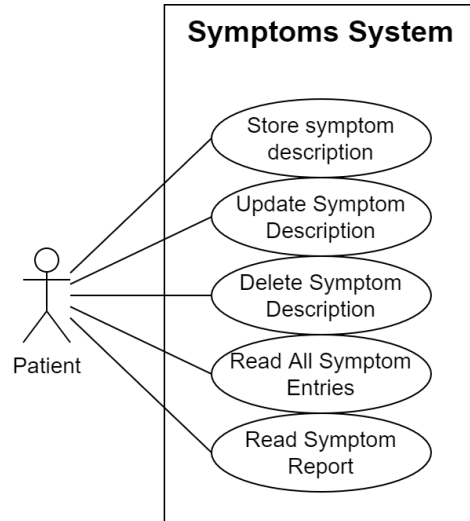 Symptoms System
Store symptom
description
Update Symptom
Description
Delete Symptom
Description
Patient
Read All Symptom
Entries
Read Symptom
Report